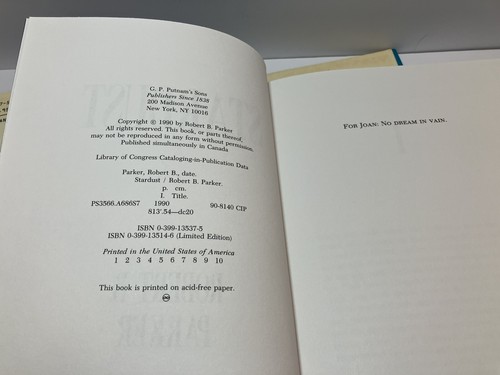 G. P. Putnam's Sons
Publishers Since 1838
200 Madison Avenue
New York, NY 10016
Copyright © 1990 by Robert B. Parker
All rights reserved. This book, or parts thereof,
may not be reproduced in any form without permission.
Published simultaneously in Canada
Library of Congress Cataloging-in-Publication Data
Parker, Robert B., date.
Stardust / Robert B. Parker.
p. cm.
I. Title.
PS3566.A686S7 1990 90-8140 CIP
813'.54—dc20
ISBN 0-399-13537-5
ISBN 0-399-13514-6 (Limited Edition)
Printed in the United States of America
1 2 3 4 5 6 7 8 9 10
This book is printed on acid-free paper.
FOR JOAN: NO DREAM IN VAIN.